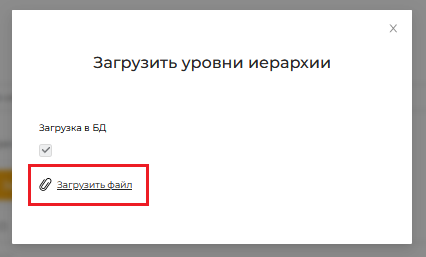 Загрузить уровни иерархии
Загрузка в БД
Загрузить файл